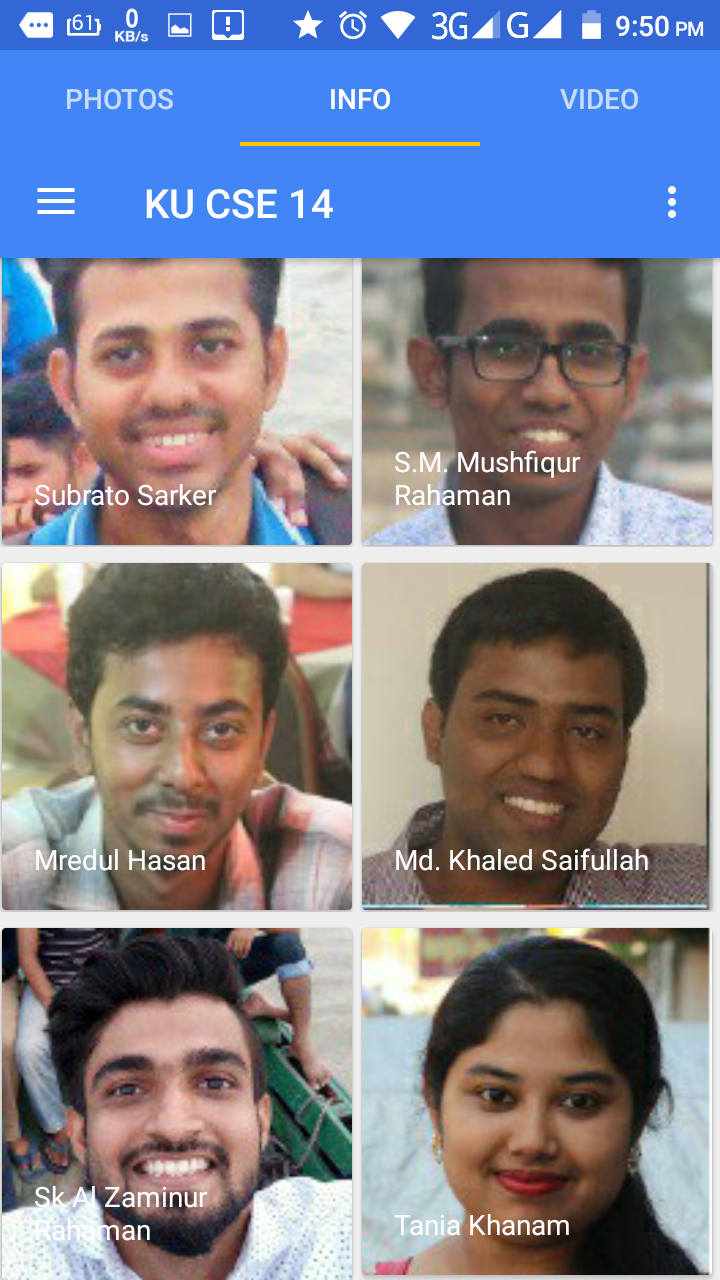 61
0
KB/s
3G
G
9:50 PM
PHOTOS
INFO
VIDEO
KU CSE 14
Subrato Sarker
S.M. Mushfiqur
Rahaman
Mredul Hasan
Md. Khaled Saifullah
Sk Al Zaminur
Rahaman
Tania Khanam